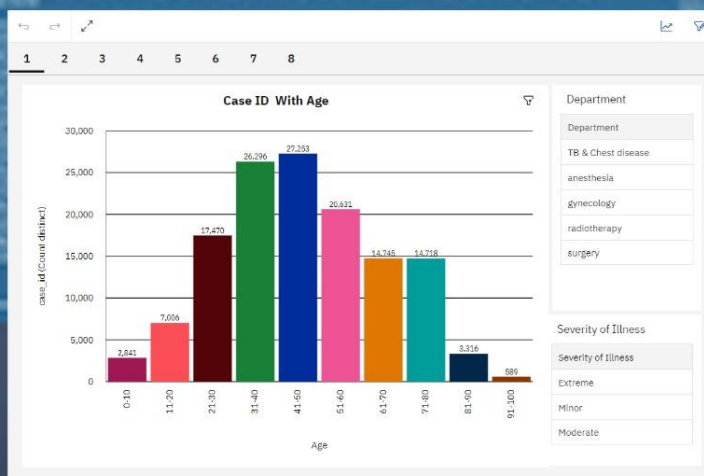 1 2 3 4 5 6 7 8
Case ID With Age
30,000
25,000
20,000
15,000
10,000
5,000
0
case_id (Count distinct)
2,841
7,006
17,470
26,296
27,253
20,631
14,745
14,718
3,316
589
0-10
11-20
21-30
31-40
41-50
51-60
61-70
71-80
81-90
91-100
Age
Department
Department
TB & Chest disease
anesthesia
gynecology
radiotherapy
surgery
Severity of Illness
Severity of Illness
Extreme
Minor
Moderate